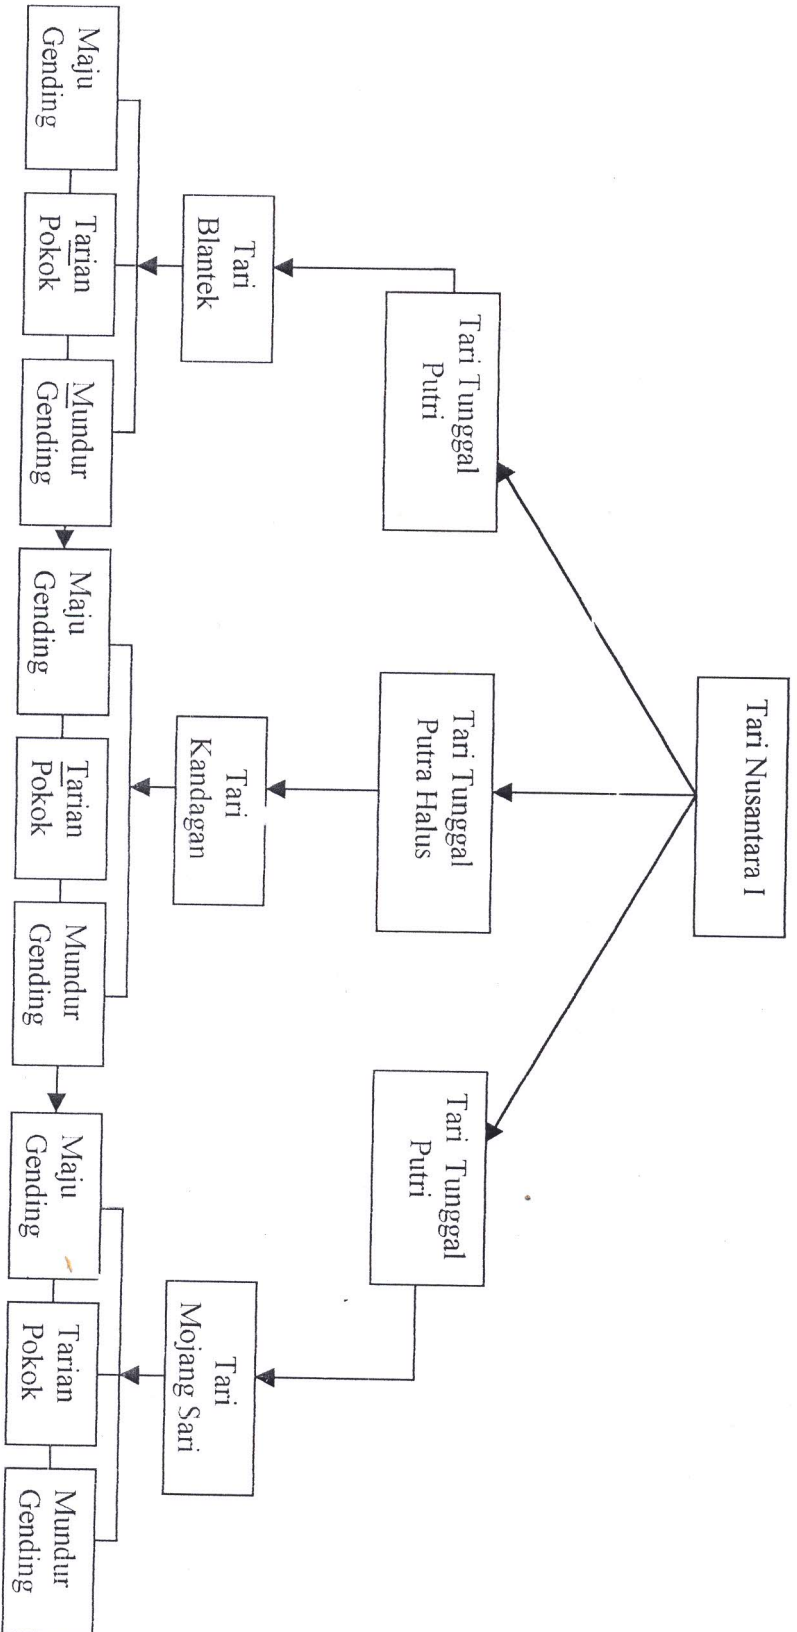 Tari Nusantara I
Tari Tunggal
Putri
Tari Tunggal
Putra Halus
Tari Tunggal
Putri
Tari
Blantek
Tari
Kandagan
Tari
Mojang Sari
Maju
Gending
Tarian
Pokok
Mundur
Gending
Maju
Gending
Tarian
Pokok
Mundur
Gending
Maju
Gending
Tarian
Pokok
Mundur
Gending